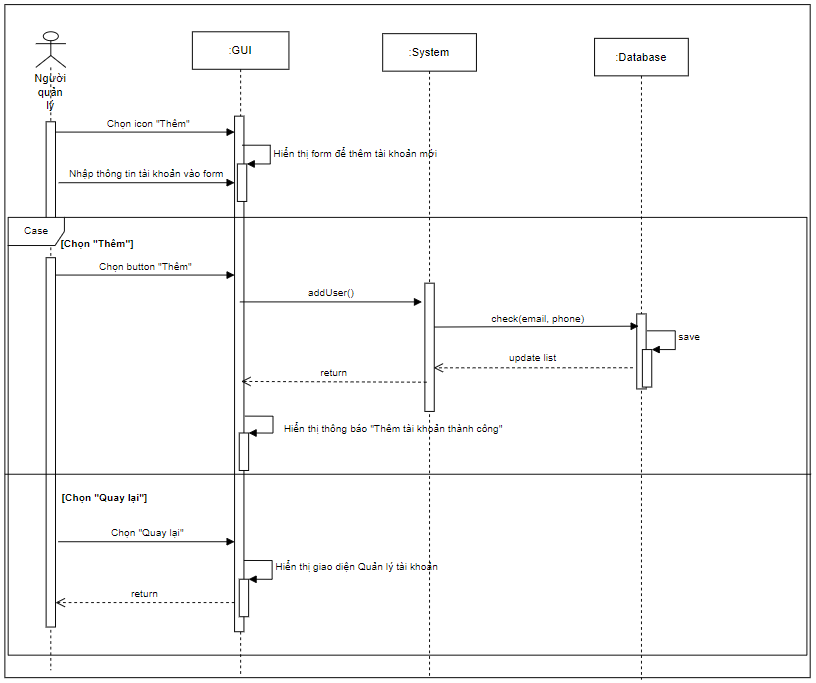 :GUI
:System
:Database
Người
quản
lý
Chọn icon "Thêm"
Hiển thị form để thêm tài khoản mới
Nhập thông tin tài khoản vào form
Case
[Chọn "Thêm"]
Chọn button "Thêm"
addUser()
check(email, phone)
save
update list
return
Hiển thị thông báo "Thêm tài khoản thành công"
[Chọn "Quay lại"]
Chọn "Quay lại"
Hiển thị giao diện Quản lý tài khoản
return